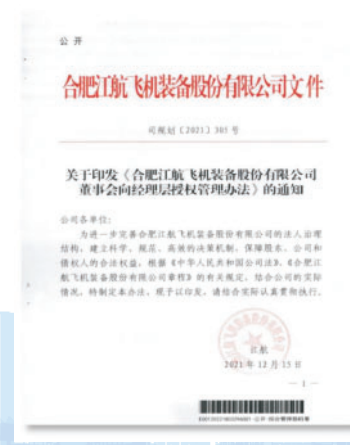 公 开
合肥江航飞机装备股份有限公司文件
司规划〔2021〕305 号
关于印发《合肥江航飞机装备股份有限公司
董事会向经理层授权管理办法》的通知
公司各单位:
为进一步完善合肥江航飞机装备股份有限公司的法人治理
结构，建立科学、规范、高效的决策机制，保障股东、公司和
债权人的合法权益，根据《中华人民共和国公司法》、《合肥江
航飞机装备股份有限公司章程》的有关规定，结合公司的实际
情况，特制定本办法，现予以印发，请结合实际认真贯彻执行。
江航
2021 年 12 月 15 日
— 1 —